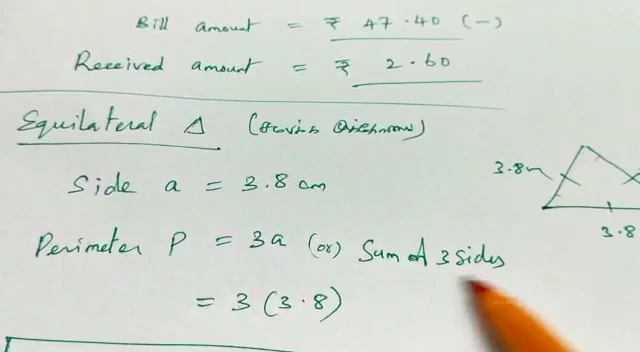 Bill amount = ₹ 47.40 (-)
Received amount = ₹ 2.60
Equilateral Δ
Side a = 3.8 cm
3.8
3.8
Perimeter P = 3a (or) Sum of 3 sides
= 3 (3.8)